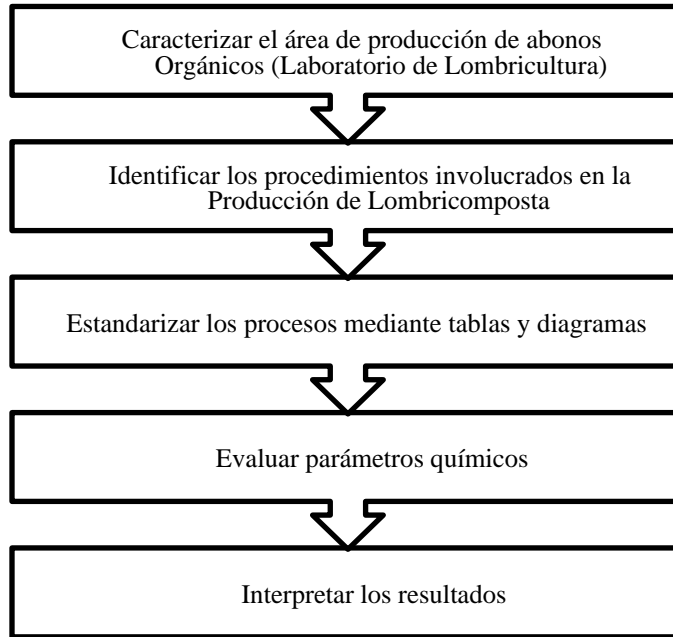 Caracterizar el área de producción de abonos
Orgánicos (Laboratorio de Lombricultura)
Identificar los procedimientos involucrados en la
Producción de Lombricomposta
Estandarizar los procesos mediante tablas y diagramas
Evaluar parámetros químicos
Interpretar los resultados